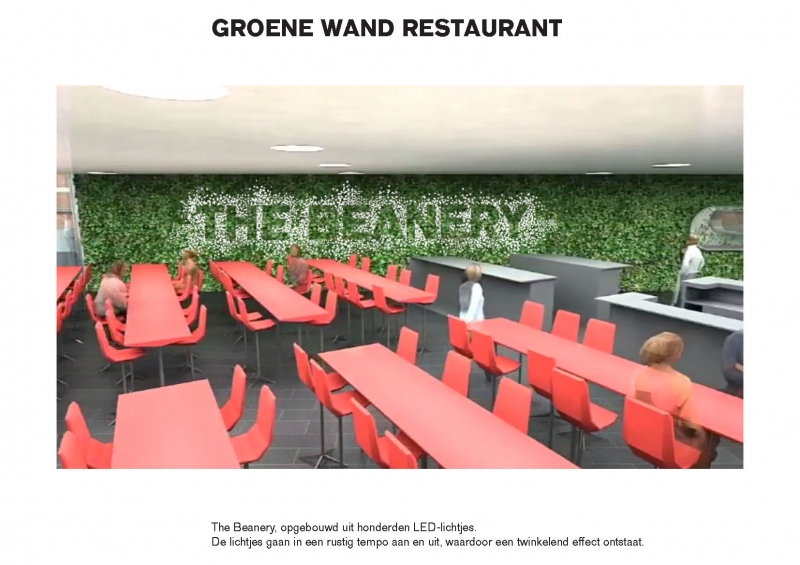 GROENE WAND RESTAURANT
THE BEANERY
The Beanery, opgebouwd uit honderden LED-lichtjes.
De lichtjes gaan in een rustig tempo aan en uit, waardoor een twinkelend effect ontstaat.